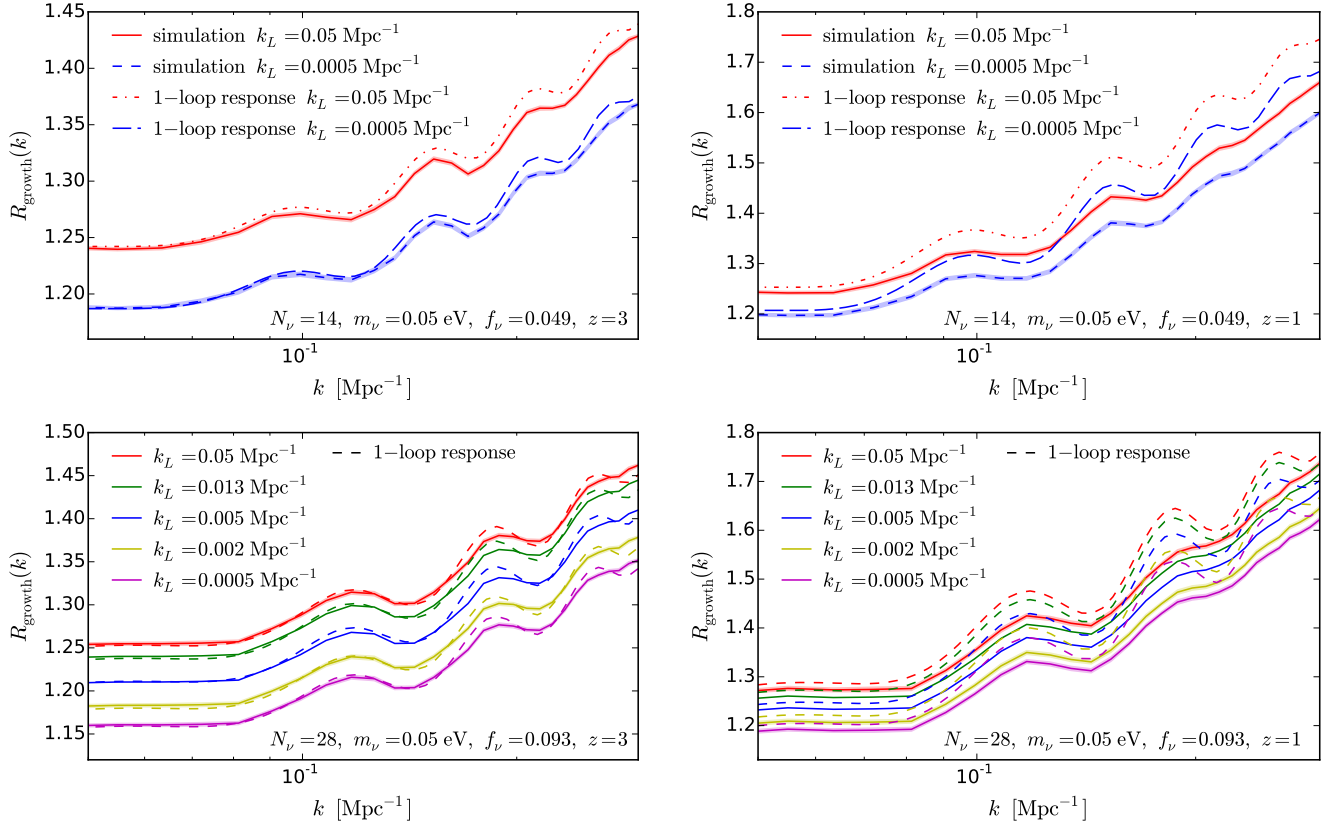 1.45
1.40
1.35
1.30
1.25
1.20
R_growth(k)
simulation k_L =0.05 Mpc⁻¹
simulation k_L =0.0005 Mpc⁻¹
1−loop response k_L =0.05 Mpc⁻¹
1−loop response k_L =0.0005 Mpc⁻¹
N_ν =14, m_ν =0.05 eV, f_ν =0.049, z=3
10⁻¹
k [Mpc⁻¹]
1.8
1.7
1.6
1.5
1.4
1.3
1.2
R_growth(k)
simulation k_L =0.05 Mpc⁻¹
simulation k_L =0.0005 Mpc⁻¹
1−loop response k_L =0.05 Mpc⁻¹
1−loop response k_L =0.0005 Mpc⁻¹
N_ν =14, m_ν =0.05 eV, f_ν =0.049, z=1
10⁻¹
k [Mpc⁻¹]
1.50
1.45
1.40
1.35
1.30
1.25
1.20
1.15
R_growth(k)
k_L =0.05 Mpc⁻¹
k_L =0.013 Mpc⁻¹
k_L =0.005 Mpc⁻¹
k_L =0.002 Mpc⁻¹
k_L =0.0005 Mpc⁻¹
1−loop response
N_ν =28, m_ν =0.05 eV, f_ν =0.093, z=3
10⁻¹
k [Mpc⁻¹]
1.8
1.7
1.6
1.5
1.4
1.3
1.2
R_growth(k)
k_L =0.05 Mpc⁻¹
k_L =0.013 Mpc⁻¹
k_L =0.005 Mpc⁻¹
k_L =0.002 Mpc⁻¹
k_L =0.0005 Mpc⁻¹
1−loop response
N_ν =28, m_ν =0.05 eV, f_ν =0.093, z=1
10⁻¹
k [Mpc⁻¹]